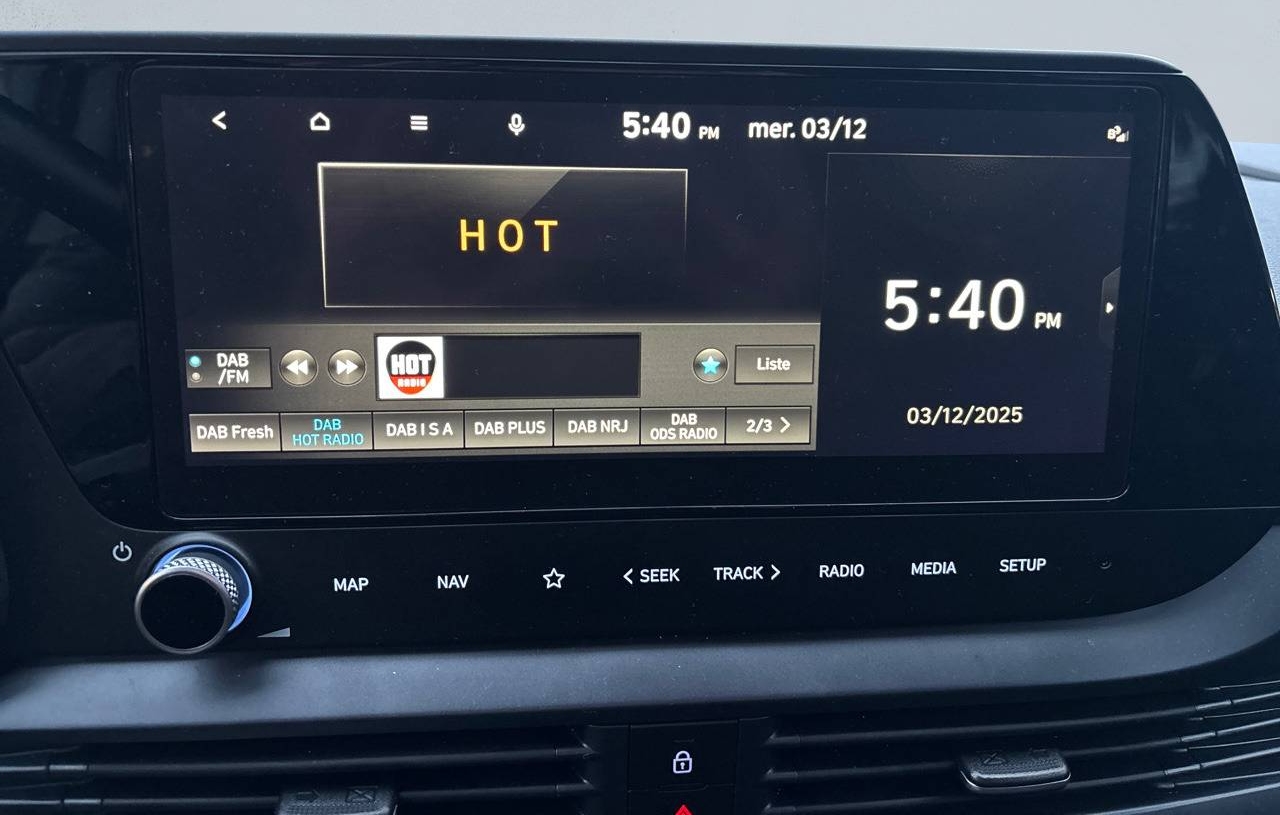 5:40 PM mer. 03/12
HOT
5:40 PM
DAB
/FM
HOT
RADIO
Liste
03/12/2025
DAB Fresh
DAB
HOT RADIO
DAB I S A
DAB PLUS
DAB NRJ
DAB
ODS RADIO
2/3 >
MAP
NAV
< SEEK
TRACK >
RADIO
MEDIA
SETUP